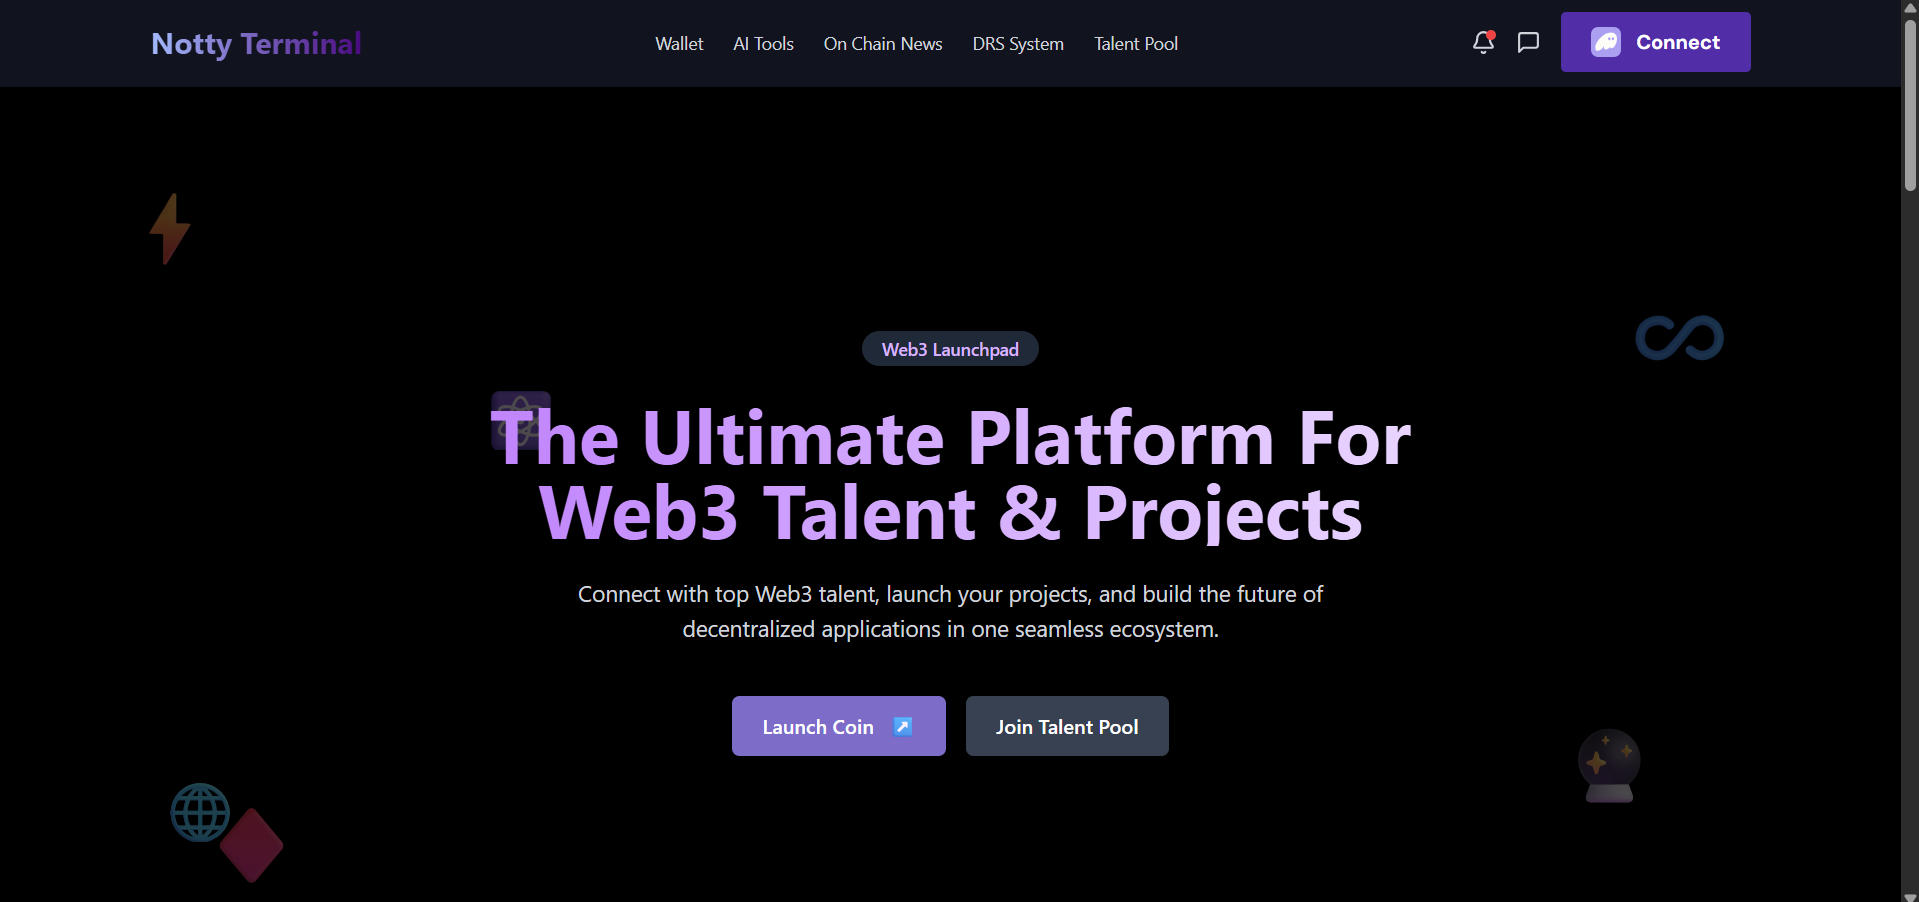 Notty Terminal
Wallet
AI Tools
On Chain News
DRS System
Talent Pool
Connect
Web3 Launchpad
The Ultimate Platform For
Web3 Talent & Projects
Connect with top Web3 talent, launch your projects, and build the future of
decentralized applications in one seamless ecosystem.
Launch Coin
Join Talent Pool